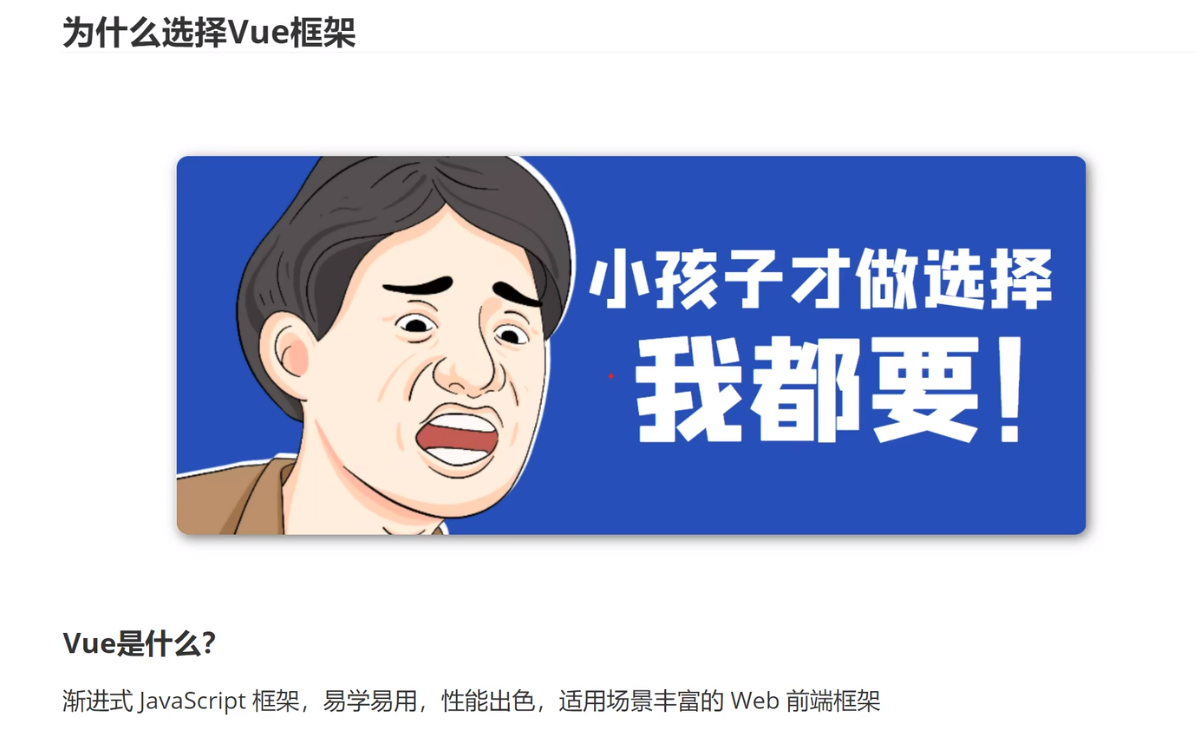 为什么选择Vue框架
小孩子才做选择
我都要!
Vue是什么？
渐进式 JavaScript 框架，易学易用，性能出色，适用场景丰富的 Web 前端框架